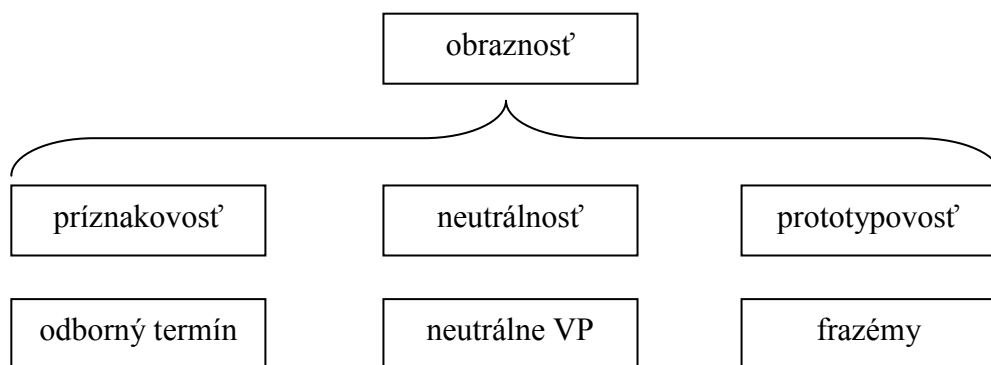 obraznosť
príznakovosť
neutrálnosť
prototypovosť
odborný termín
neutrálne VP
frazémy